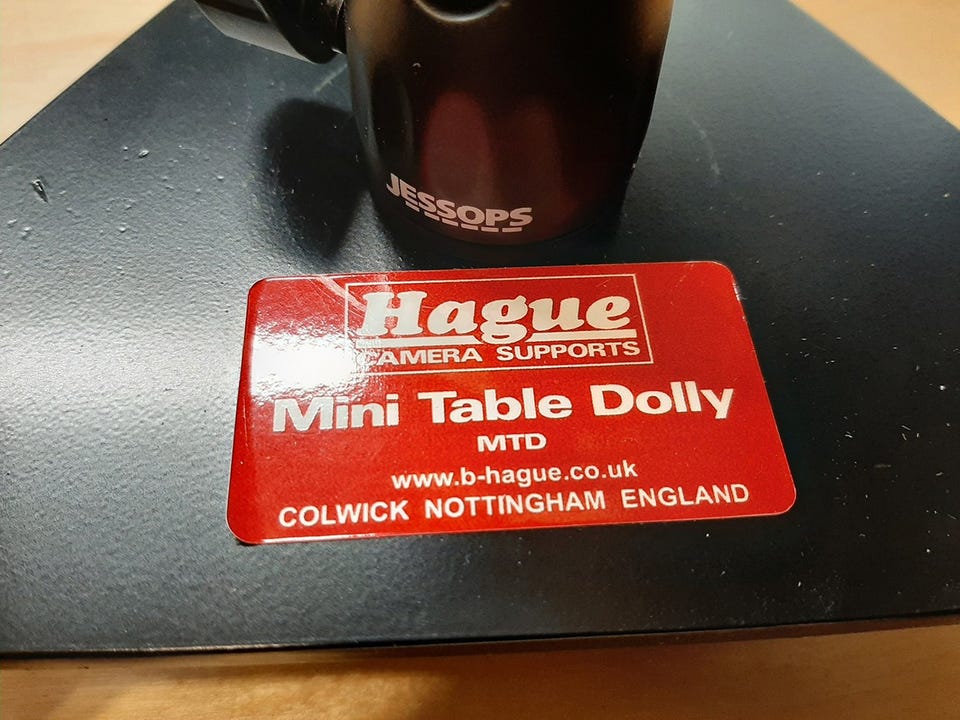 JESSOPS
Hague
CAMERA SUPPORTS
Mini Table Dolly
MTD
www.b-hague.co.uk
COLWICK NOTTINGHAM ENGLAND